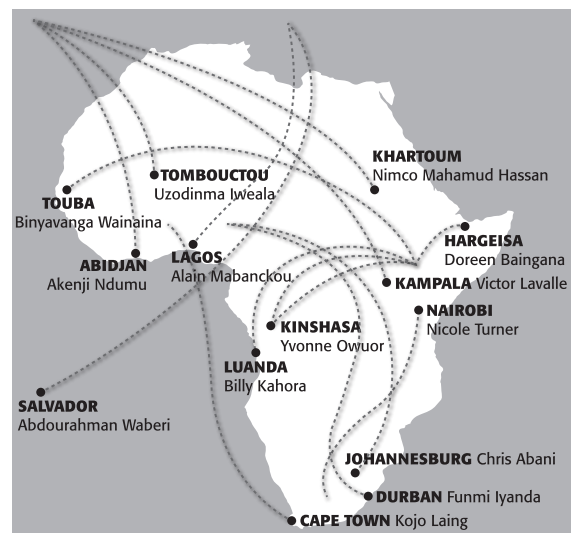 KHARTOUM
Nimco Mahamud Hassan
TOMBOUCTOU
Uzodinma Iweala
TOUBA
Binyavanga Wainaina
HARGEISA
Doreen Baingana
LAGOS
Alain Mabanckou
ABIDJAN
Akenji Ndumu
KAMPALA Victor Lavalle
NAIROBI
Nicole Turner
KINSHASA
Yvonne Owuor
LUANDA
Billy Kahora
SALVADOR
Abdourahman Waberi
JOHANNESBURG Chris Abani
DURBAN Funmi Iyanda
CAPE TOWN Kojo Laing